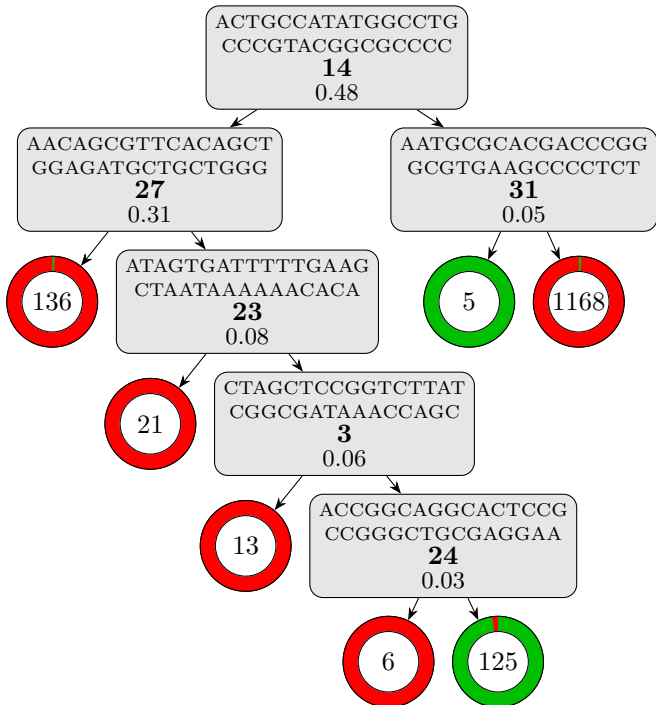 ACTGCCATATGGCCTG
CCCGTACGGCGCCCC
14
0.48
AACAGCGTTCACAGCT
GGAGATGCTGCTGGG
27
0.31
AATGCGCACGACCCGG
GCGTGAAGCCCCTCT
31
0.05
136
ATAGTGATTTTTGAAG
CTAATAAAAAACACA
23
0.08
5
1168
21
CTAGCTCCGGTCTTAT
CGGCGATAAACCAGC
3
0.06
13
ACCGGCAGGCACTCCG
CCGGGCTGCGAGGAA
24
0.03
6
125